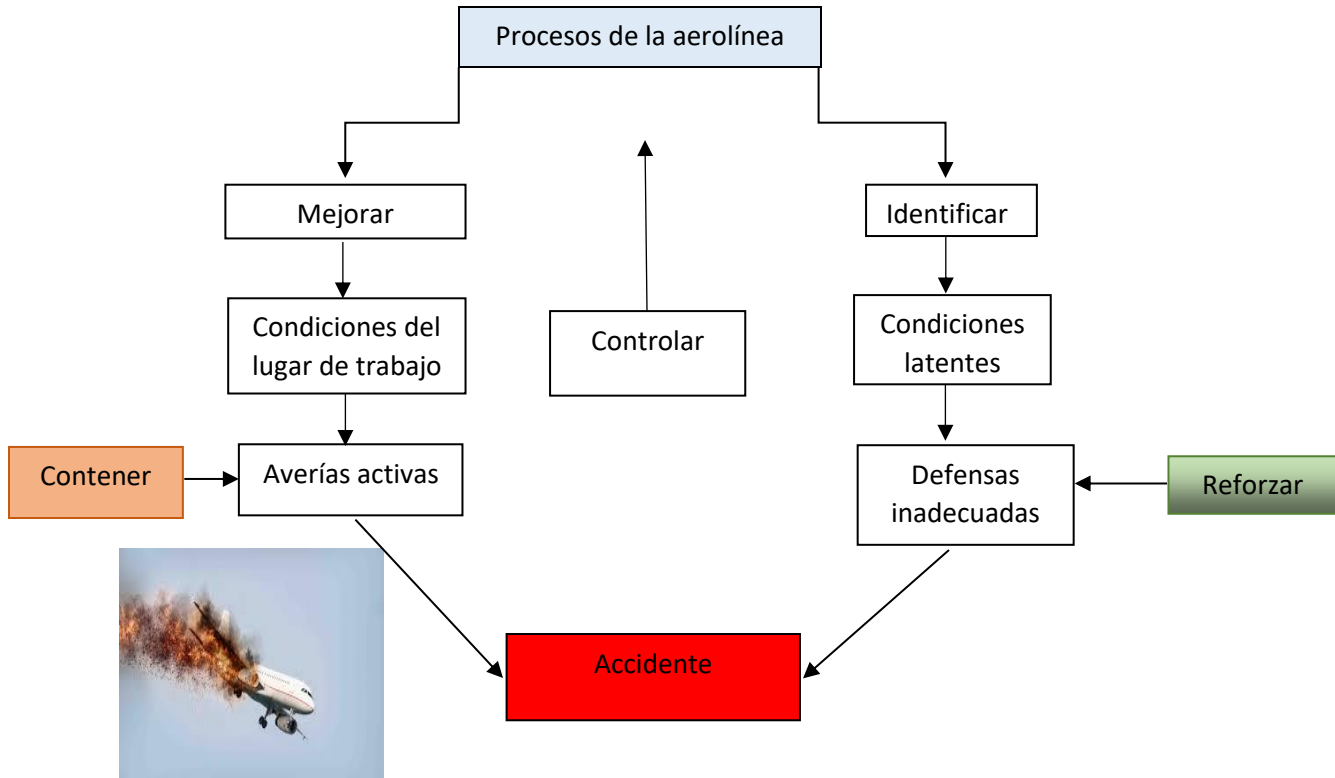 Procesos de la aerolínea
Mejorar
Identificar
Condiciones del
lugar de trabajo
Controlar
Condiciones
latentes
Contener
Averías activas
Defensas
inadecuadas
Reforzar
Accidente